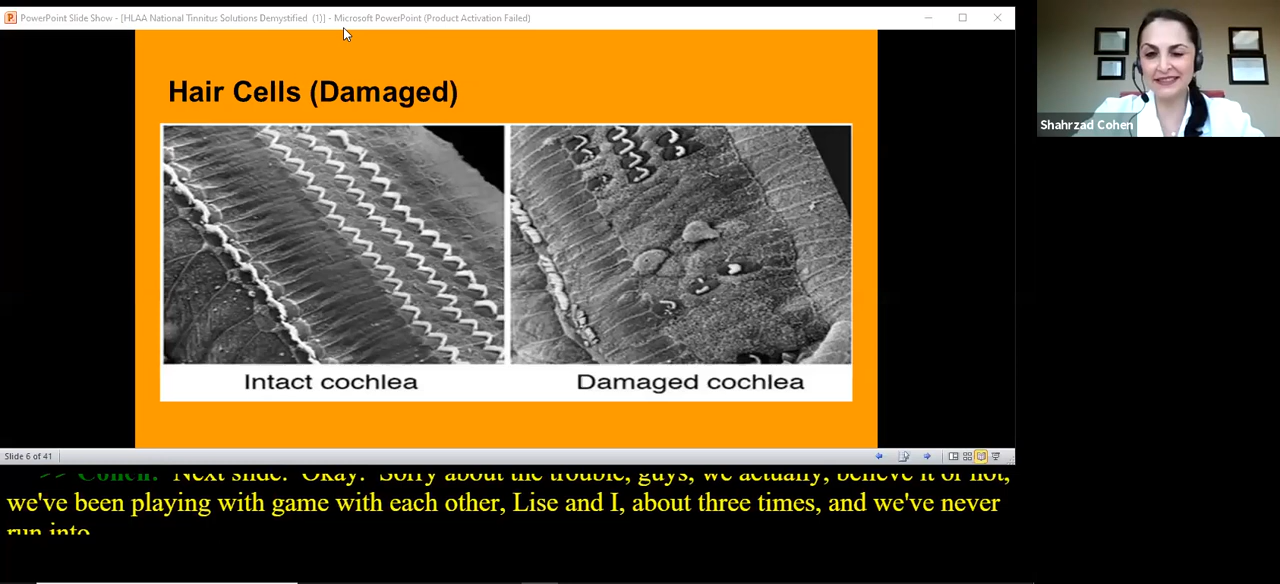 PowerPoint Slide Show - [HLAA National Tinnitus Solutions Demystified (1)] - Microsoft PowerPoint (Product Activation Failed)
Hair Cells (Damaged)
Intact cochlea
Damaged cochlea
Shahrzad Cohen
Slide 6 of 41
>> Cohen: Next slide. Okay. Sorry about the trouble, guys, we actually, believe it or not,
we've been playing with game with each other, Lise and I, about three times, and we've never
run into